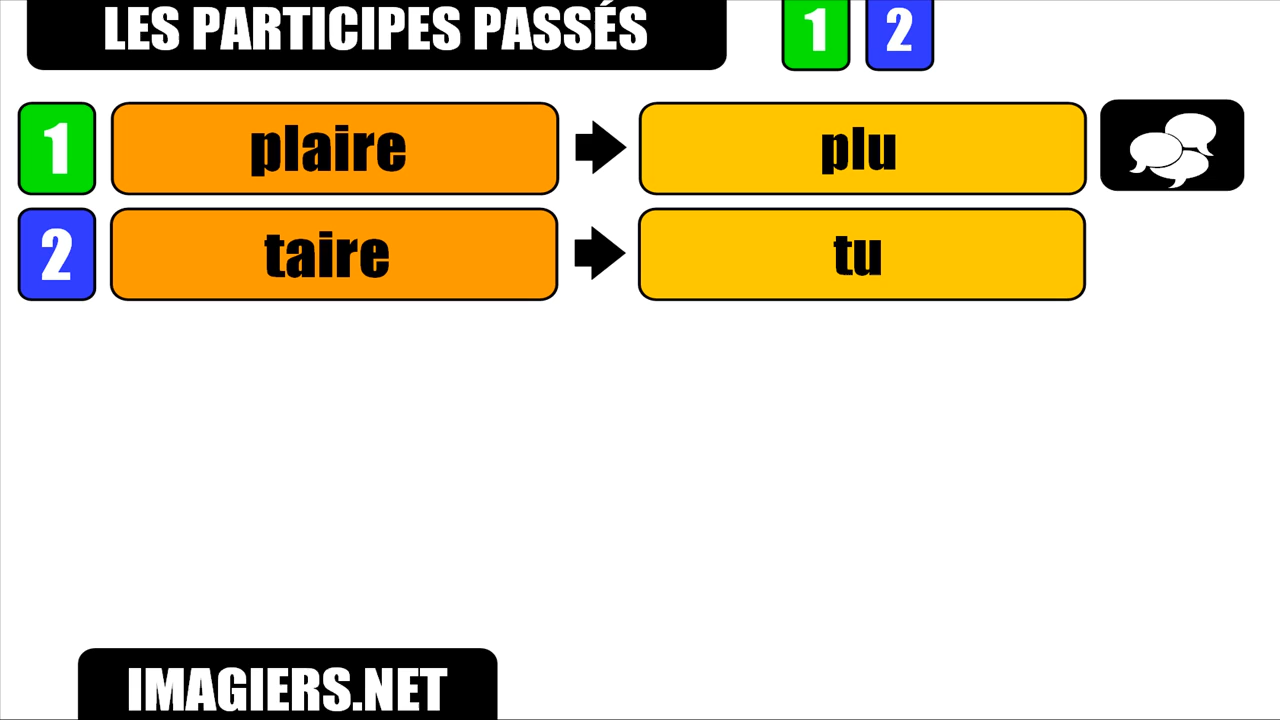 LES PARTICIPES PASSÉS 1 2
1 plaire plu
2 taire tu
IMAGIERS.NET